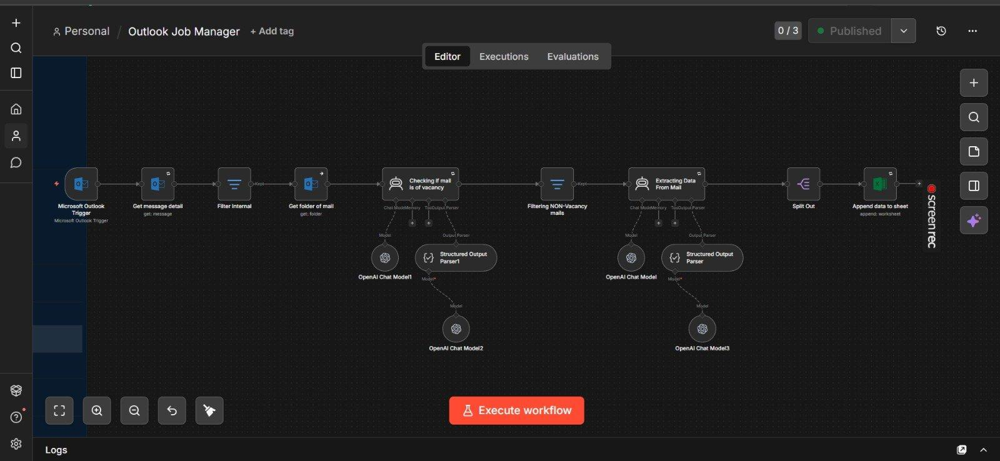 Personal / Outlook Job Manager + Add tag
0 / 3
Published
Editor Executions Evaluations
Kept
Kept
Checking if mail
is of vacancy
Extracting Data
From Mail
Microsoft Outlook
Trigger
Microsoft Outlook Trigger
Get message detail
get: message
Filter Internal
Get folder of mail
get: folder
Chat Model
Memory
Output Parser
Filtering NON-Vacancy
mails
Chat Model
Memory
Output Parser
Split Out
Append data to sheet
append: worksheet
screenrec
Model
Output Parser
Model
Output Parser
Structured Output
Parser1
Structured Output
Parser
OpenAI Chat Model1
Model*
OpenAI Chat Model
Model*
Model
Model
OpenAI Chat Model2
OpenAI Chat Model3
Execute workflow
Logs